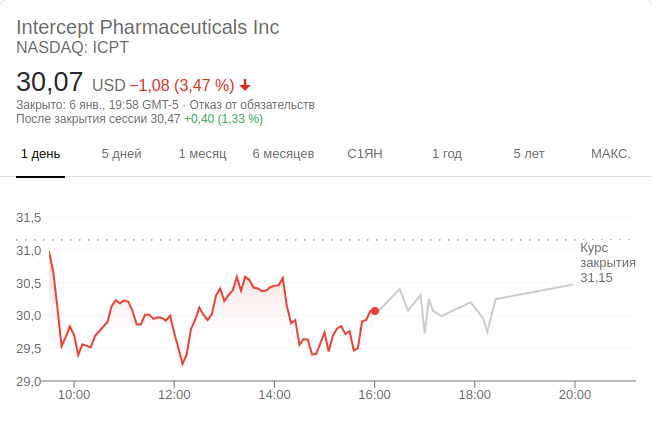 Intercept Pharmaceuticals Inc
NASDAQ: ICPT
30,07 USD −1,08 (3,47 %)
Закрыто: 6 янв., 19:58 GMT-5 · Отказ от обязательств
После закрытия сессии 30,47 +0,40 (1,33 %)
1 день 5 дней 1 месяц 6 месяцев С1ЯН 1 год 5 лет МАКС.
31,5
31,0
30,5
30,0
29,5
29,0
Курс
закрытия
31,15
10:00 12:00 14:00 16:00 18:00 20:00